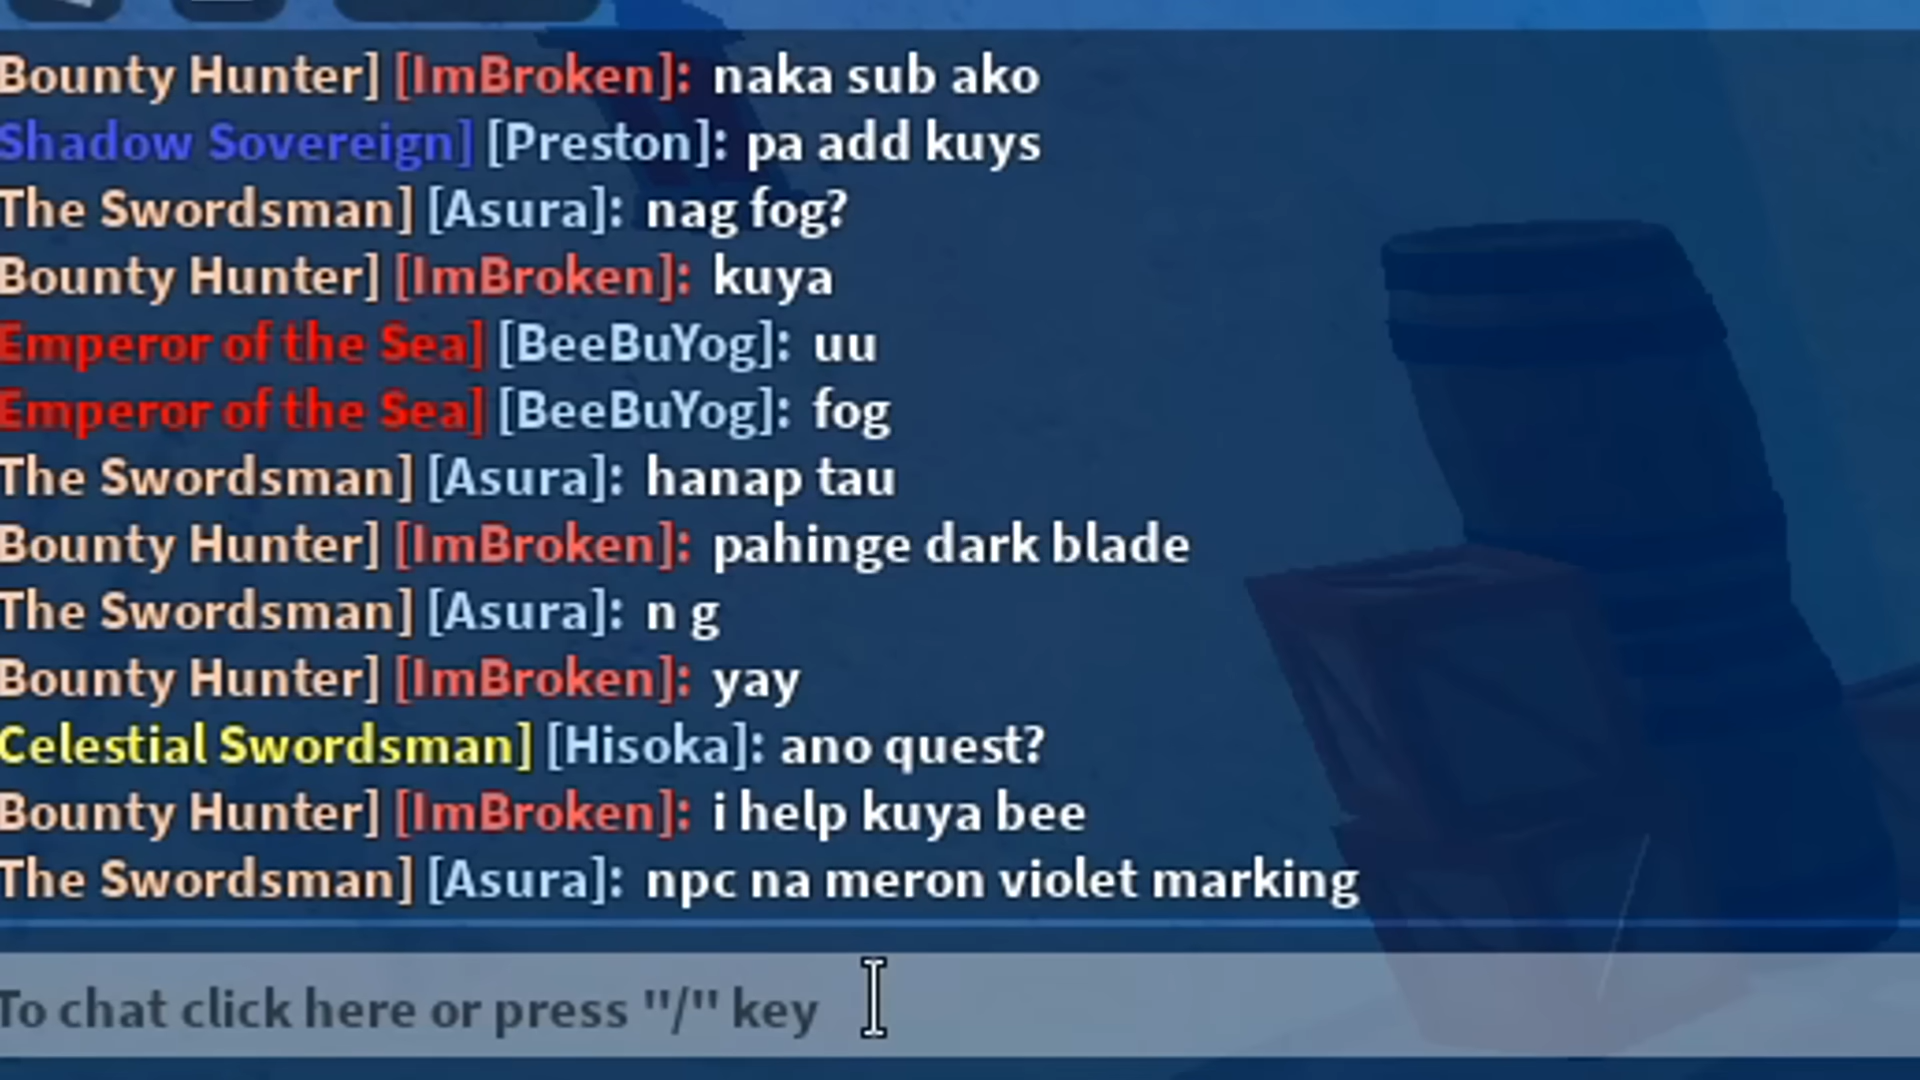 Bounty Hunter] [ImBroken]: naka sub ako
Shadow Sovereign] [Preston]: pa add kuys
The Swordsman] [Asura]: nag fog?
Bounty Hunter] [ImBroken]: kuya
Emperor of the Sea] [BeeBuYog]: uu
Emperor of the Sea] [BeeBuYog]: fog
The Swordsman] [Asura]: hanap tau
Bounty Hunter] [ImBroken]: pahinge dark blade
The Swordsman] [Asura]: n g
Bounty Hunter] [ImBroken]: yay
Celestial Swordsman] [Hisoka]: ano quest?
Bounty Hunter] [ImBroken]: i help kuya bee
The Swordsman] [Asura]: npc na meron violet marking
To chat click here or press "/" key